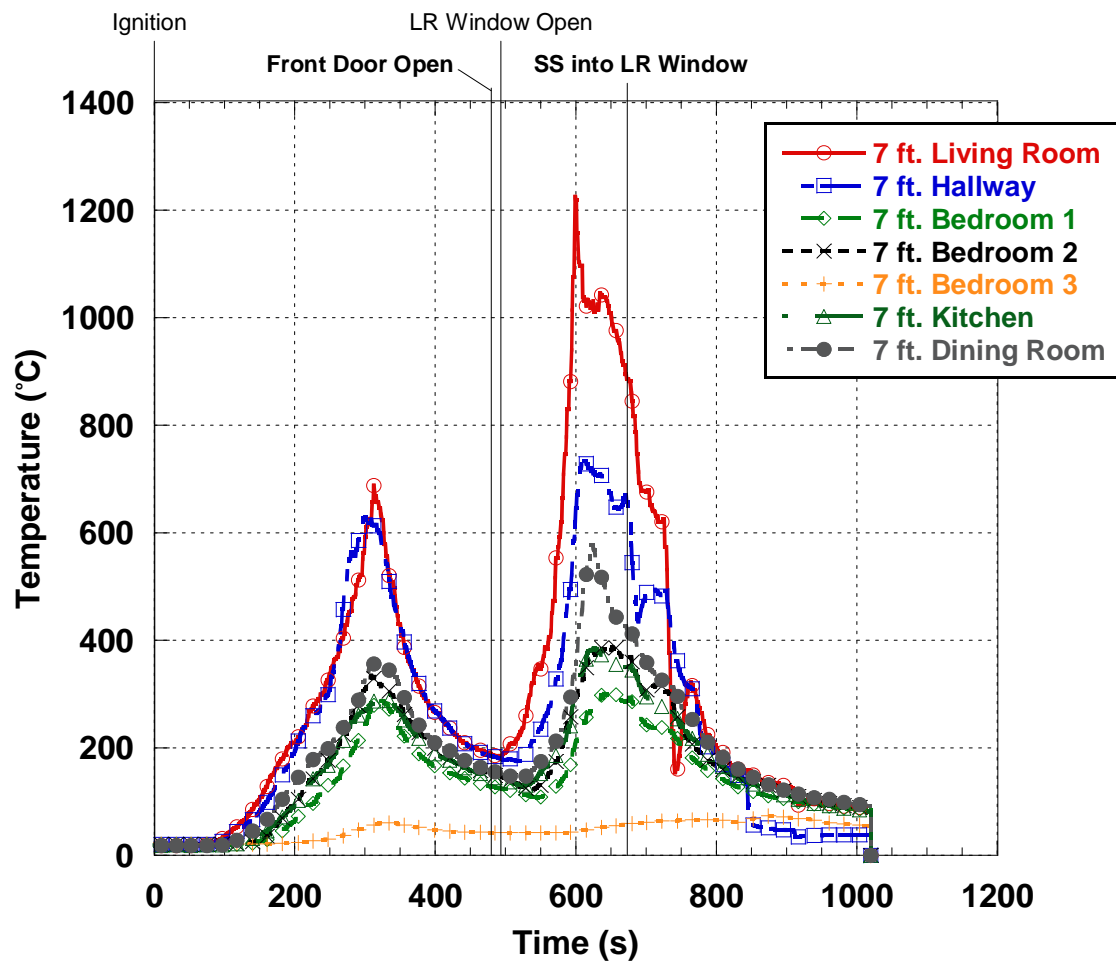 Ignition
LR Window Open
Front Door Open
SS into LR Window
1400
1200
1000
800
600
400
200
0
Temperature (˚C)
7 ft. Living Room
7 ft. Hallway
7 ft. Bedroom 1
7 ft. Bedroom 2
7 ft. Bedroom 3
7 ft. Kitchen
7 ft. Dining Room
0 200 400 600 800 1000 1200
Time (s)